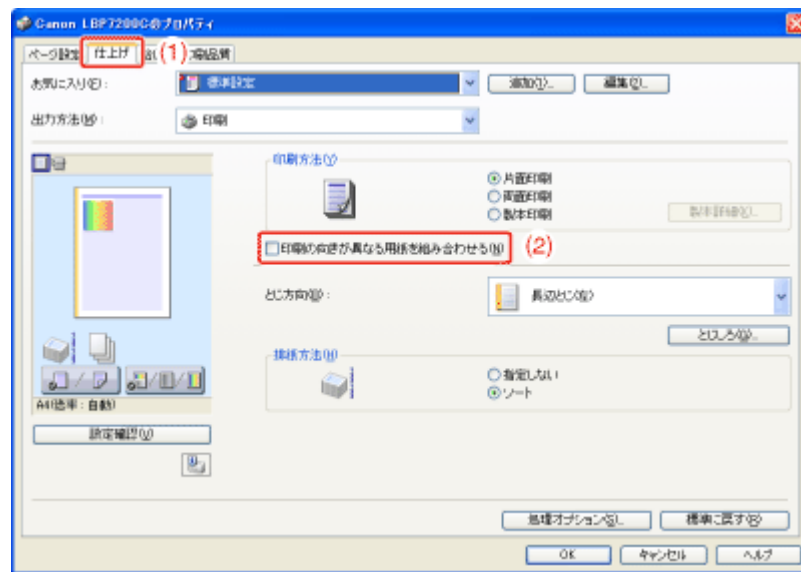 Canon LBP7200Cのプロパティ
ページ設定 仕上げ (1) 印刷品質
お気に入り(E): 標準設定 追加(1)... 編集(2)...
出力方法(M): 印刷
印刷方法(Y)
片面印刷
両面印刷
製本印刷 製本詳細(X)...
印刷の向きが異なる用紙を組み合わせる(N) (2)
とじ方向(B): 長辺とじ(左)
とじしろ(G)...
排紙方法(H)
指定しない
ソート
A4(倍率:自動)
設定確認(V)
処理オプション(S)... 標準に戻す(R)
OK キャンセル ヘルプ